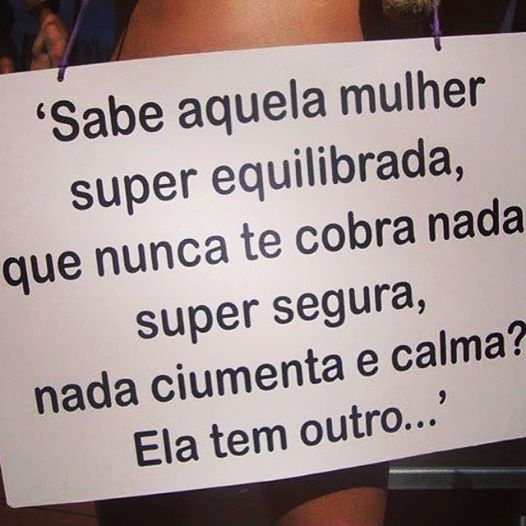 ‘Sabe aquela mulher
super equilibrada,
que nunca te cobra nada
super segura,
nada ciumenta e calma?
Ela tem outro...’